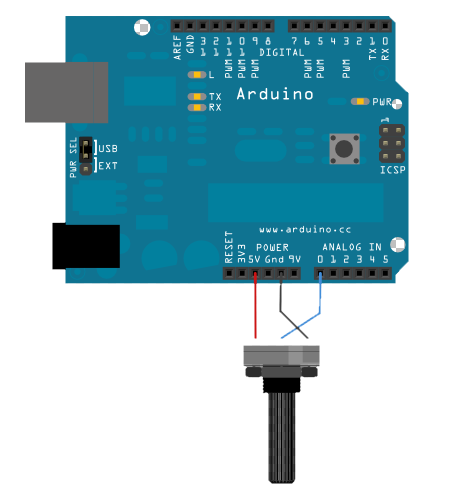 AREF
GND
13
12
11
10
9
8
7
6
5
4
3
2
1
0
DIGITAL
PWM
PWM
PWM
PWM
PWM
PWM
TX
RX
L
TX
RX
Arduino
PWR
1
PWR SEL
USB
EXT
ICSP
www.arduino.cc
POWER
ANALOG IN
RESET
3V3
5V Gnd 9V
0 1 2 3 4 5